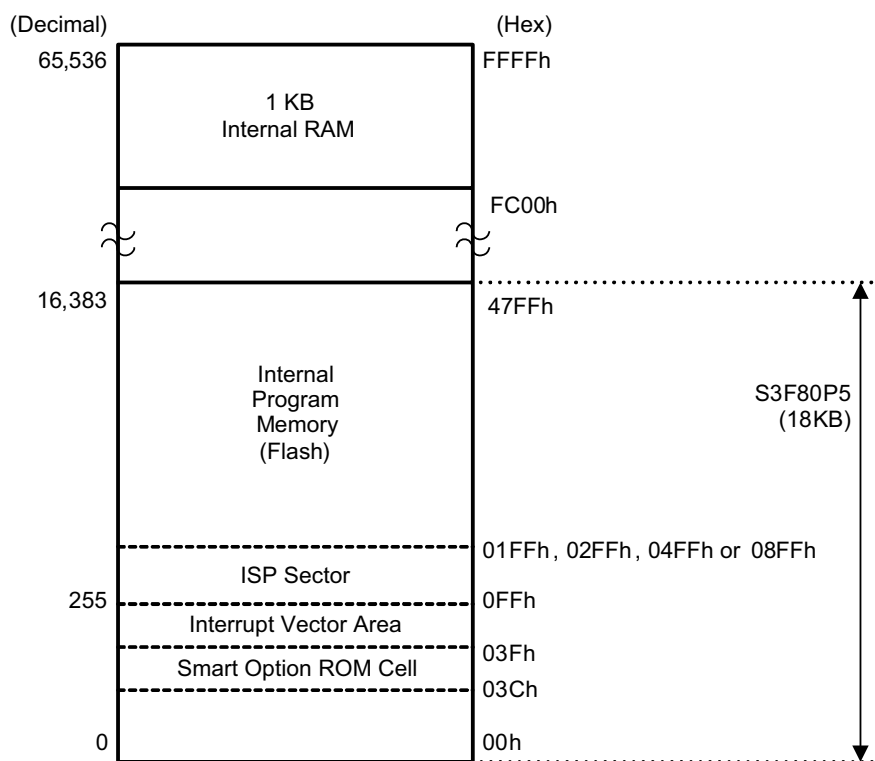 (Decimal) (Hex)
65,536 FFFFh
1 KB
Internal RAM
FC00h
16,383 47FFh
Internal
Program
Memory
(Flash)
S3F80P5
(18KB)
01FFh, 02FFh, 04FFh or 08FFh
ISP Sector
255 0FFh
Interrupt Vector Area
03Fh
Smart Option ROM Cell
03Ch
0 00h